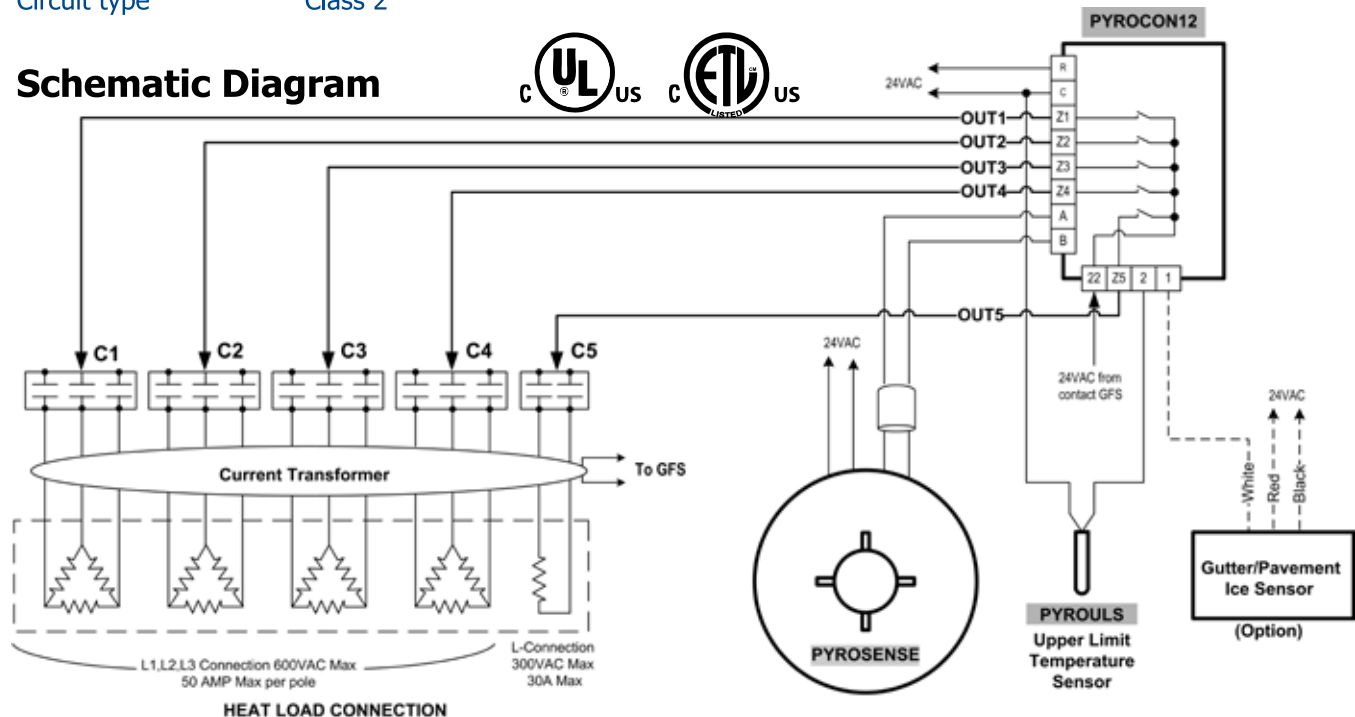 Circuit type Class 2
PYROCON12
Schematic Diagram
C UL ® US
C ETL CM US
LISTED
24VAC
R
C
OUT1 Z1
OUT2 Z2
OUT3 Z3
OUT4 Z4
A
B
22 Z5 2 1
OUT5
C1 C2 C3 C4 C5
24VAC
24VAC from
contact GFS
24VAC
Current Transformer
To GFS
White
Red
Black
Gutter/Pavement
Ice Sensor
(Option)
PYROULS
Upper Limit
Temperature
Sensor
PYROSENSE
L1,L2,L3 Connection 600VAC Max
50 AMP Max per pole
L-Connection
300VAC Max
30A Max
HEAT LOAD CONNECTION